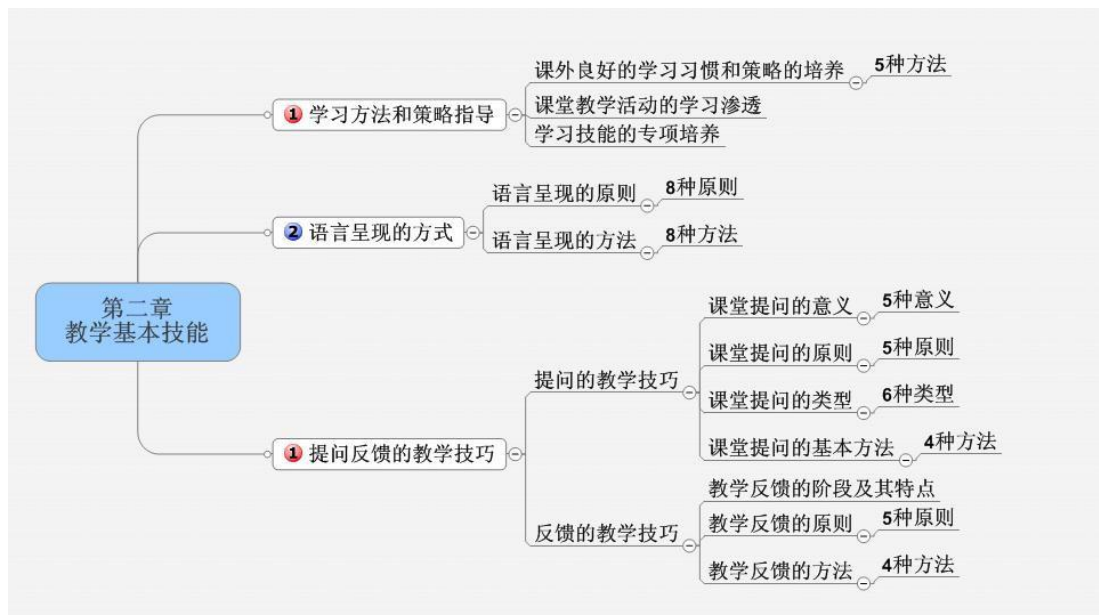 第二章
教学基本技能
1 学习方法和策略指导
课外良好的学习习惯和策略的培养
5种方法
课堂教学活动的学习渗透
学习技能的专项培养
2 语言呈现的方式
语言呈现的原则
8种原则
语言呈现的方法
8种方法
1 提问反馈的教学技巧
提问的教学技巧
课堂提问的意义
5种意义
课堂提问的原则
5种原则
课堂提问的类型
6种类型
课堂提问的基本方法
4种方法
反馈的教学技巧
教学反馈的阶段及其特点
教学反馈的原则
5种原则
教学反馈的方法
4种方法